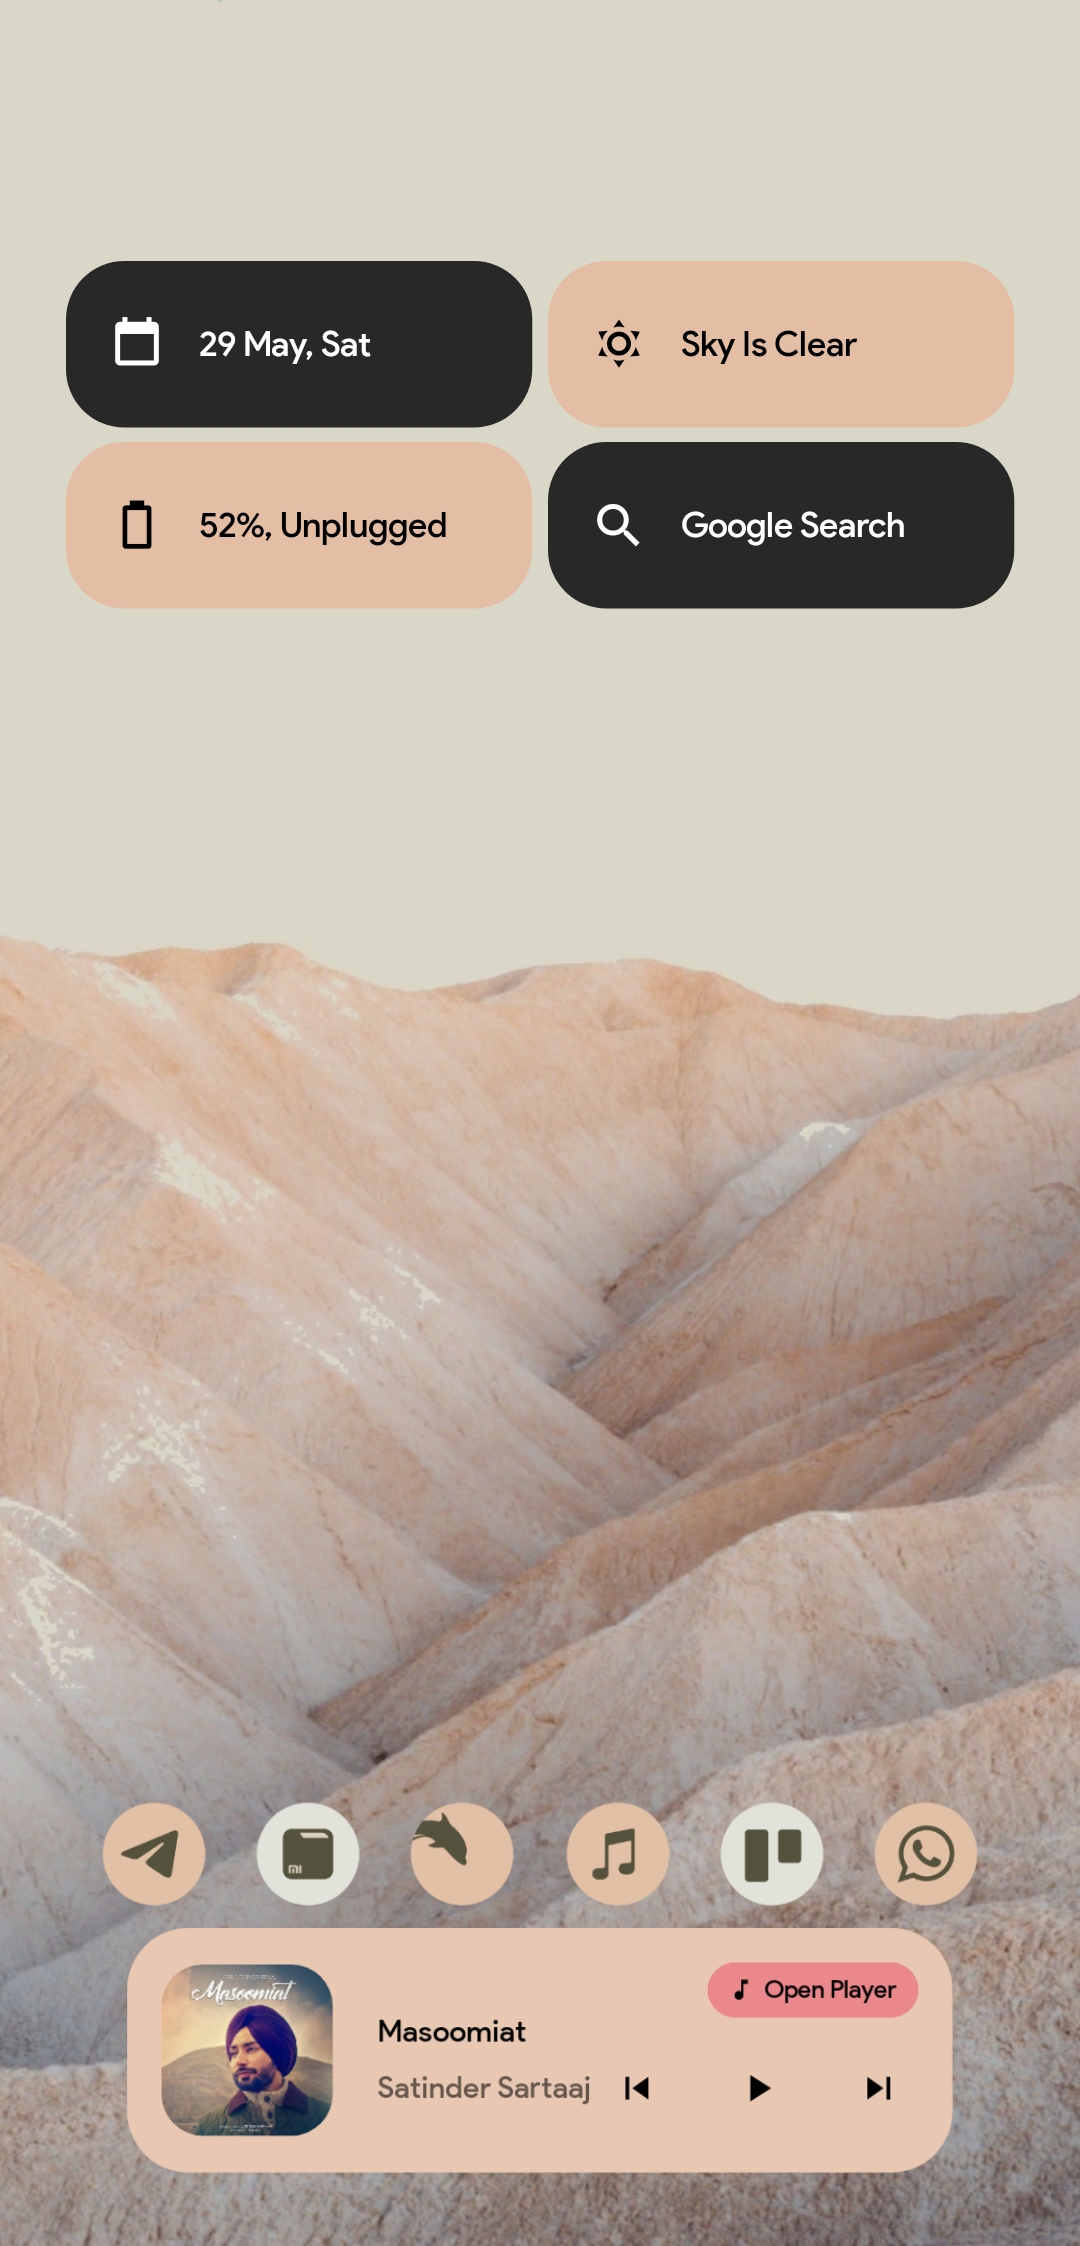 29 May, Sat
Sky Is Clear
52%, Unplugged
Google Search
mi
Masoomiat
Open Player
Masoomiat
Satinder Sartaaj